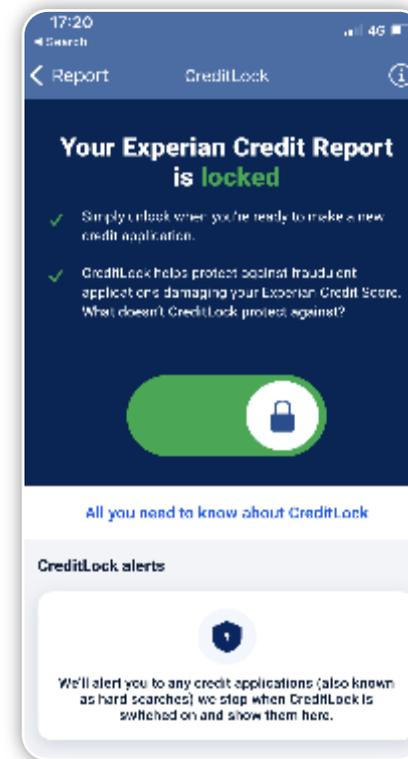 17:20
4G
Search
Report CreditLock
Your Experian Credit Report
is locked
Simply unlock when you're ready to make a new
credit application.
CreditLock helps protect against fraudulent
applications damaging your Experian Credit Score.
What doesn't CreditLock protect against?
All you need to know about CreditLock
CreditLock alerts
We'll alert you to any credit applications (also known
as hard searches) we stop when CreditLock is
switched on and show them here.